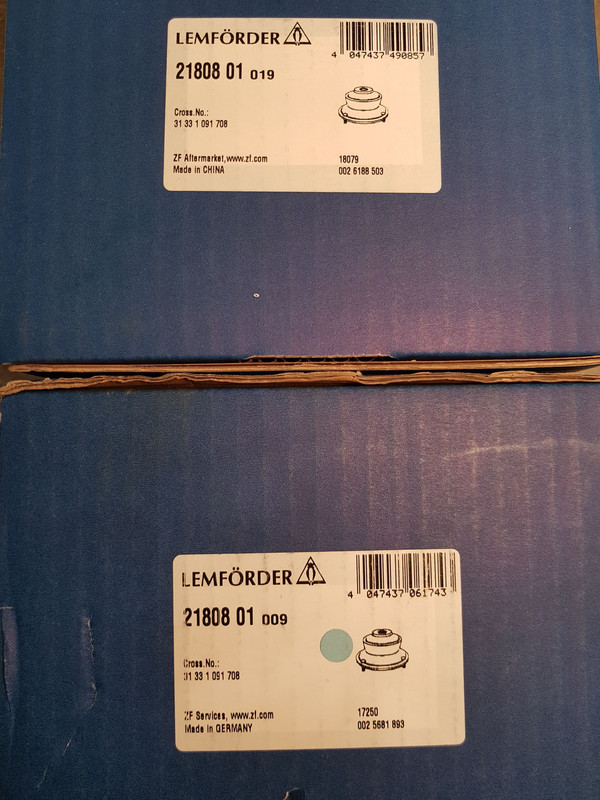 LEMFÖRDER
4 047437 490857
21808 01 019
Cross.No.:
31 33 1 091 708
ZF Aftermarket,www.zf.com
18079
Made in CHINA
002 6188 503
LEMFÖRDER
4 047437 061743
21808 01 009
Cross.No.:
31 33 1 091 708
ZF Services, www.zf.com
17250
Made in GERMANY
002 5681 893